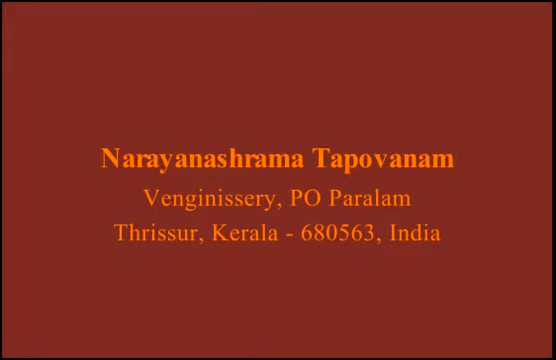 Narayanashrama Tapovanam
Venginissery, PO Paralam
Thrissur, Kerala - 680563, India